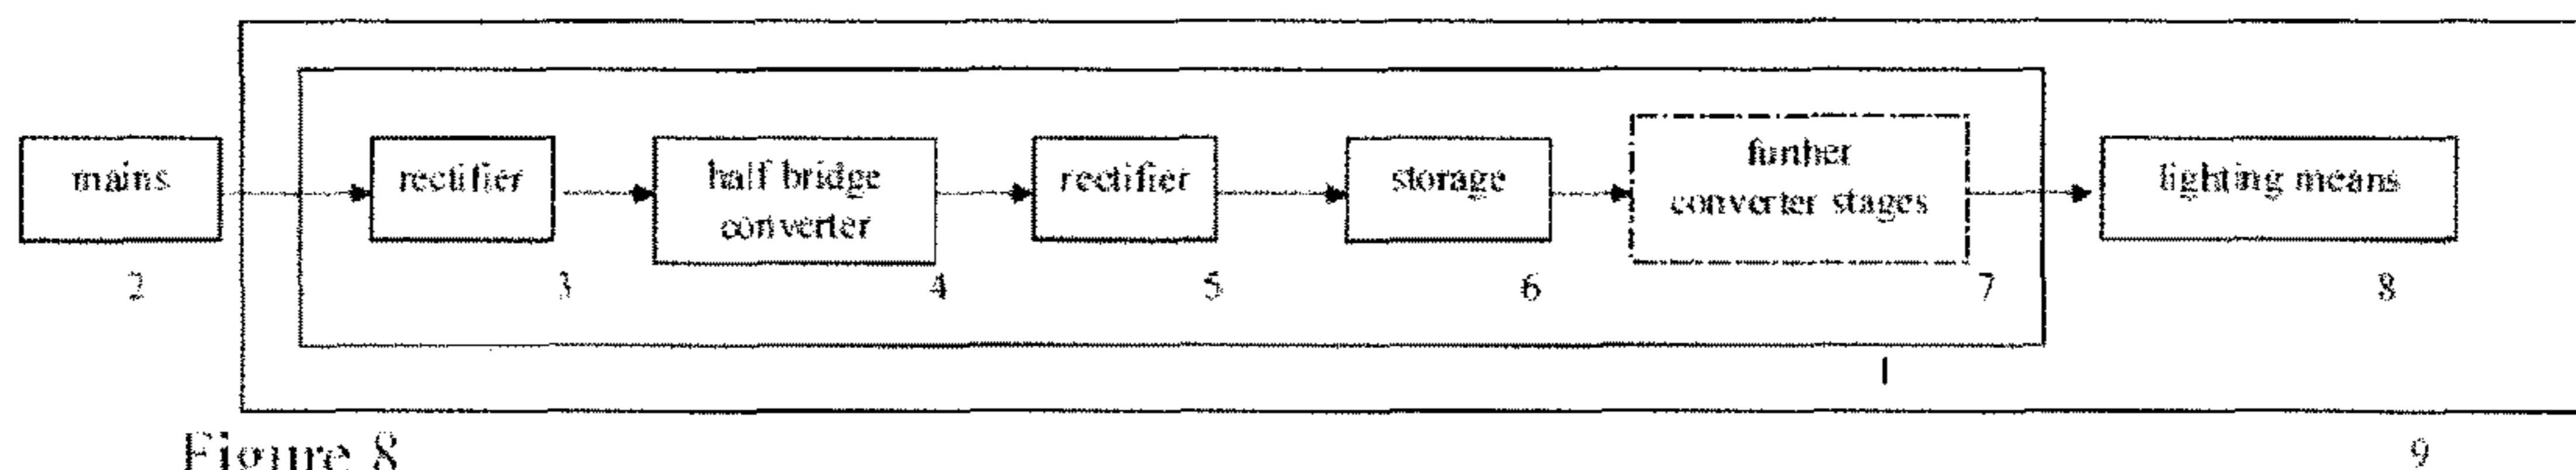 mains
rectifier
half bridge
converter
rectifier
storage
further
converter stages
lighting means
2
3
4
5
6
7
8
1
9
Figure 8